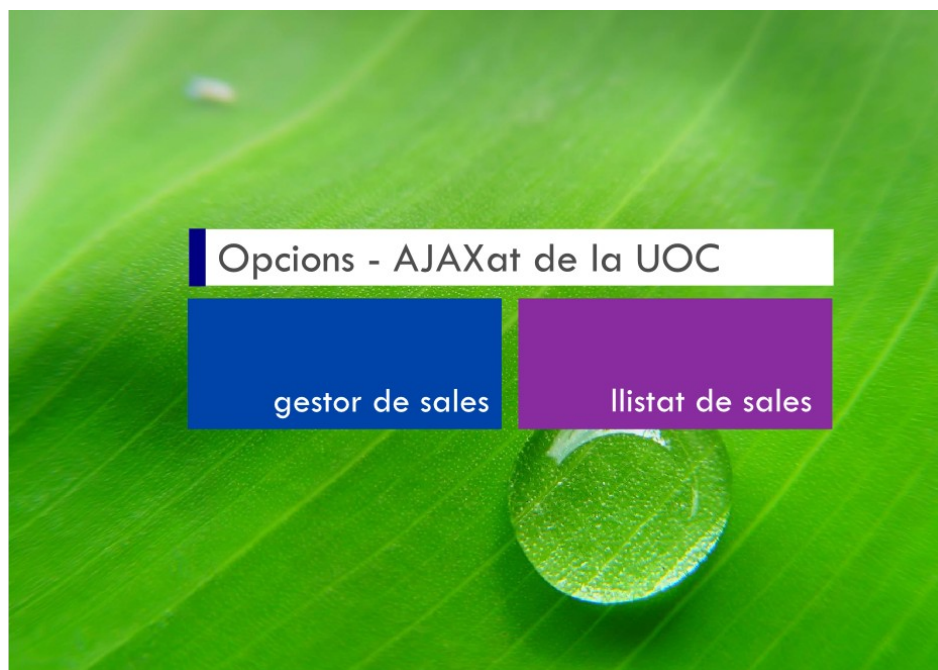 Opcions - AJAXat de la UOC
gestor de sales
llistat de sales